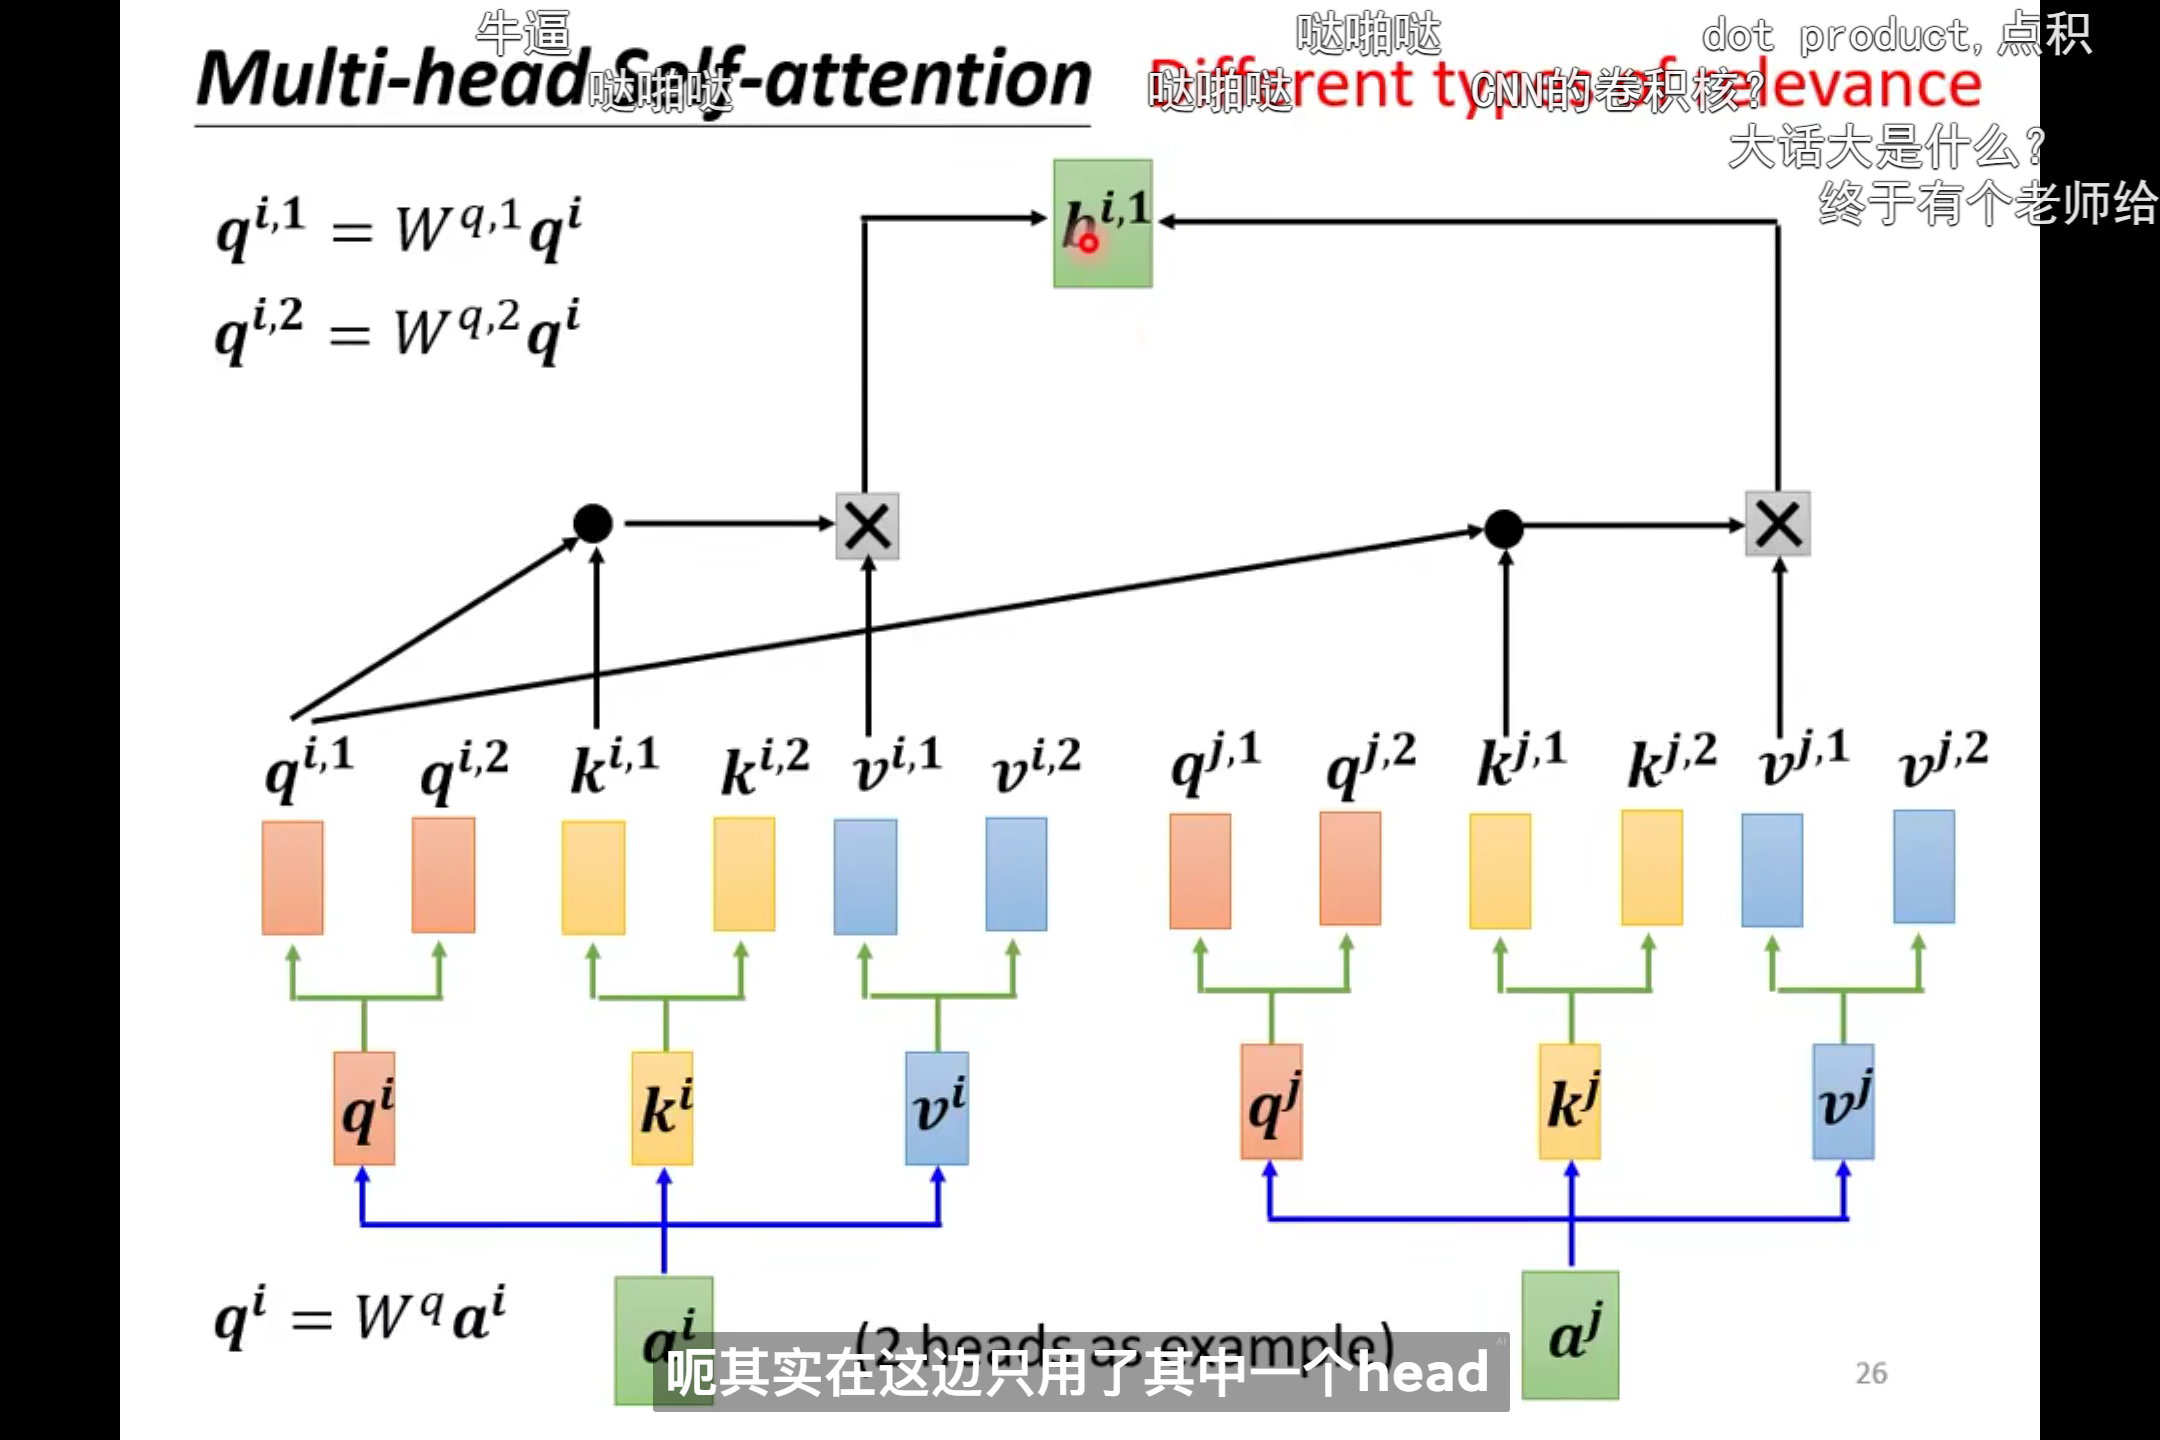 牛逼
哒啪哒
dot product,点积
Multi-head Self-attention
Different types of relevance
哒啪哒
哒啪哒
CNN的卷积核?
大话大是什么?
终于有个老师给
q^{i,1} = W^{q,1}q^i
b^{i,1}
q^{i,2} = W^{q,2}q^i
q^{i,1} q^{i,2} k^{i,1} k^{i,2} v^{i,1} v^{i,2} q^{j,1} q^{j,2} k^{j,1} k^{j,2} v^{j,1} v^{j,2}
q^i k^i v^i q^j k^j v^j
q^i = W^q a^i
a^i
(2 heads as example)
a^j
呃其实在这边只用了其中一个head
AI
26